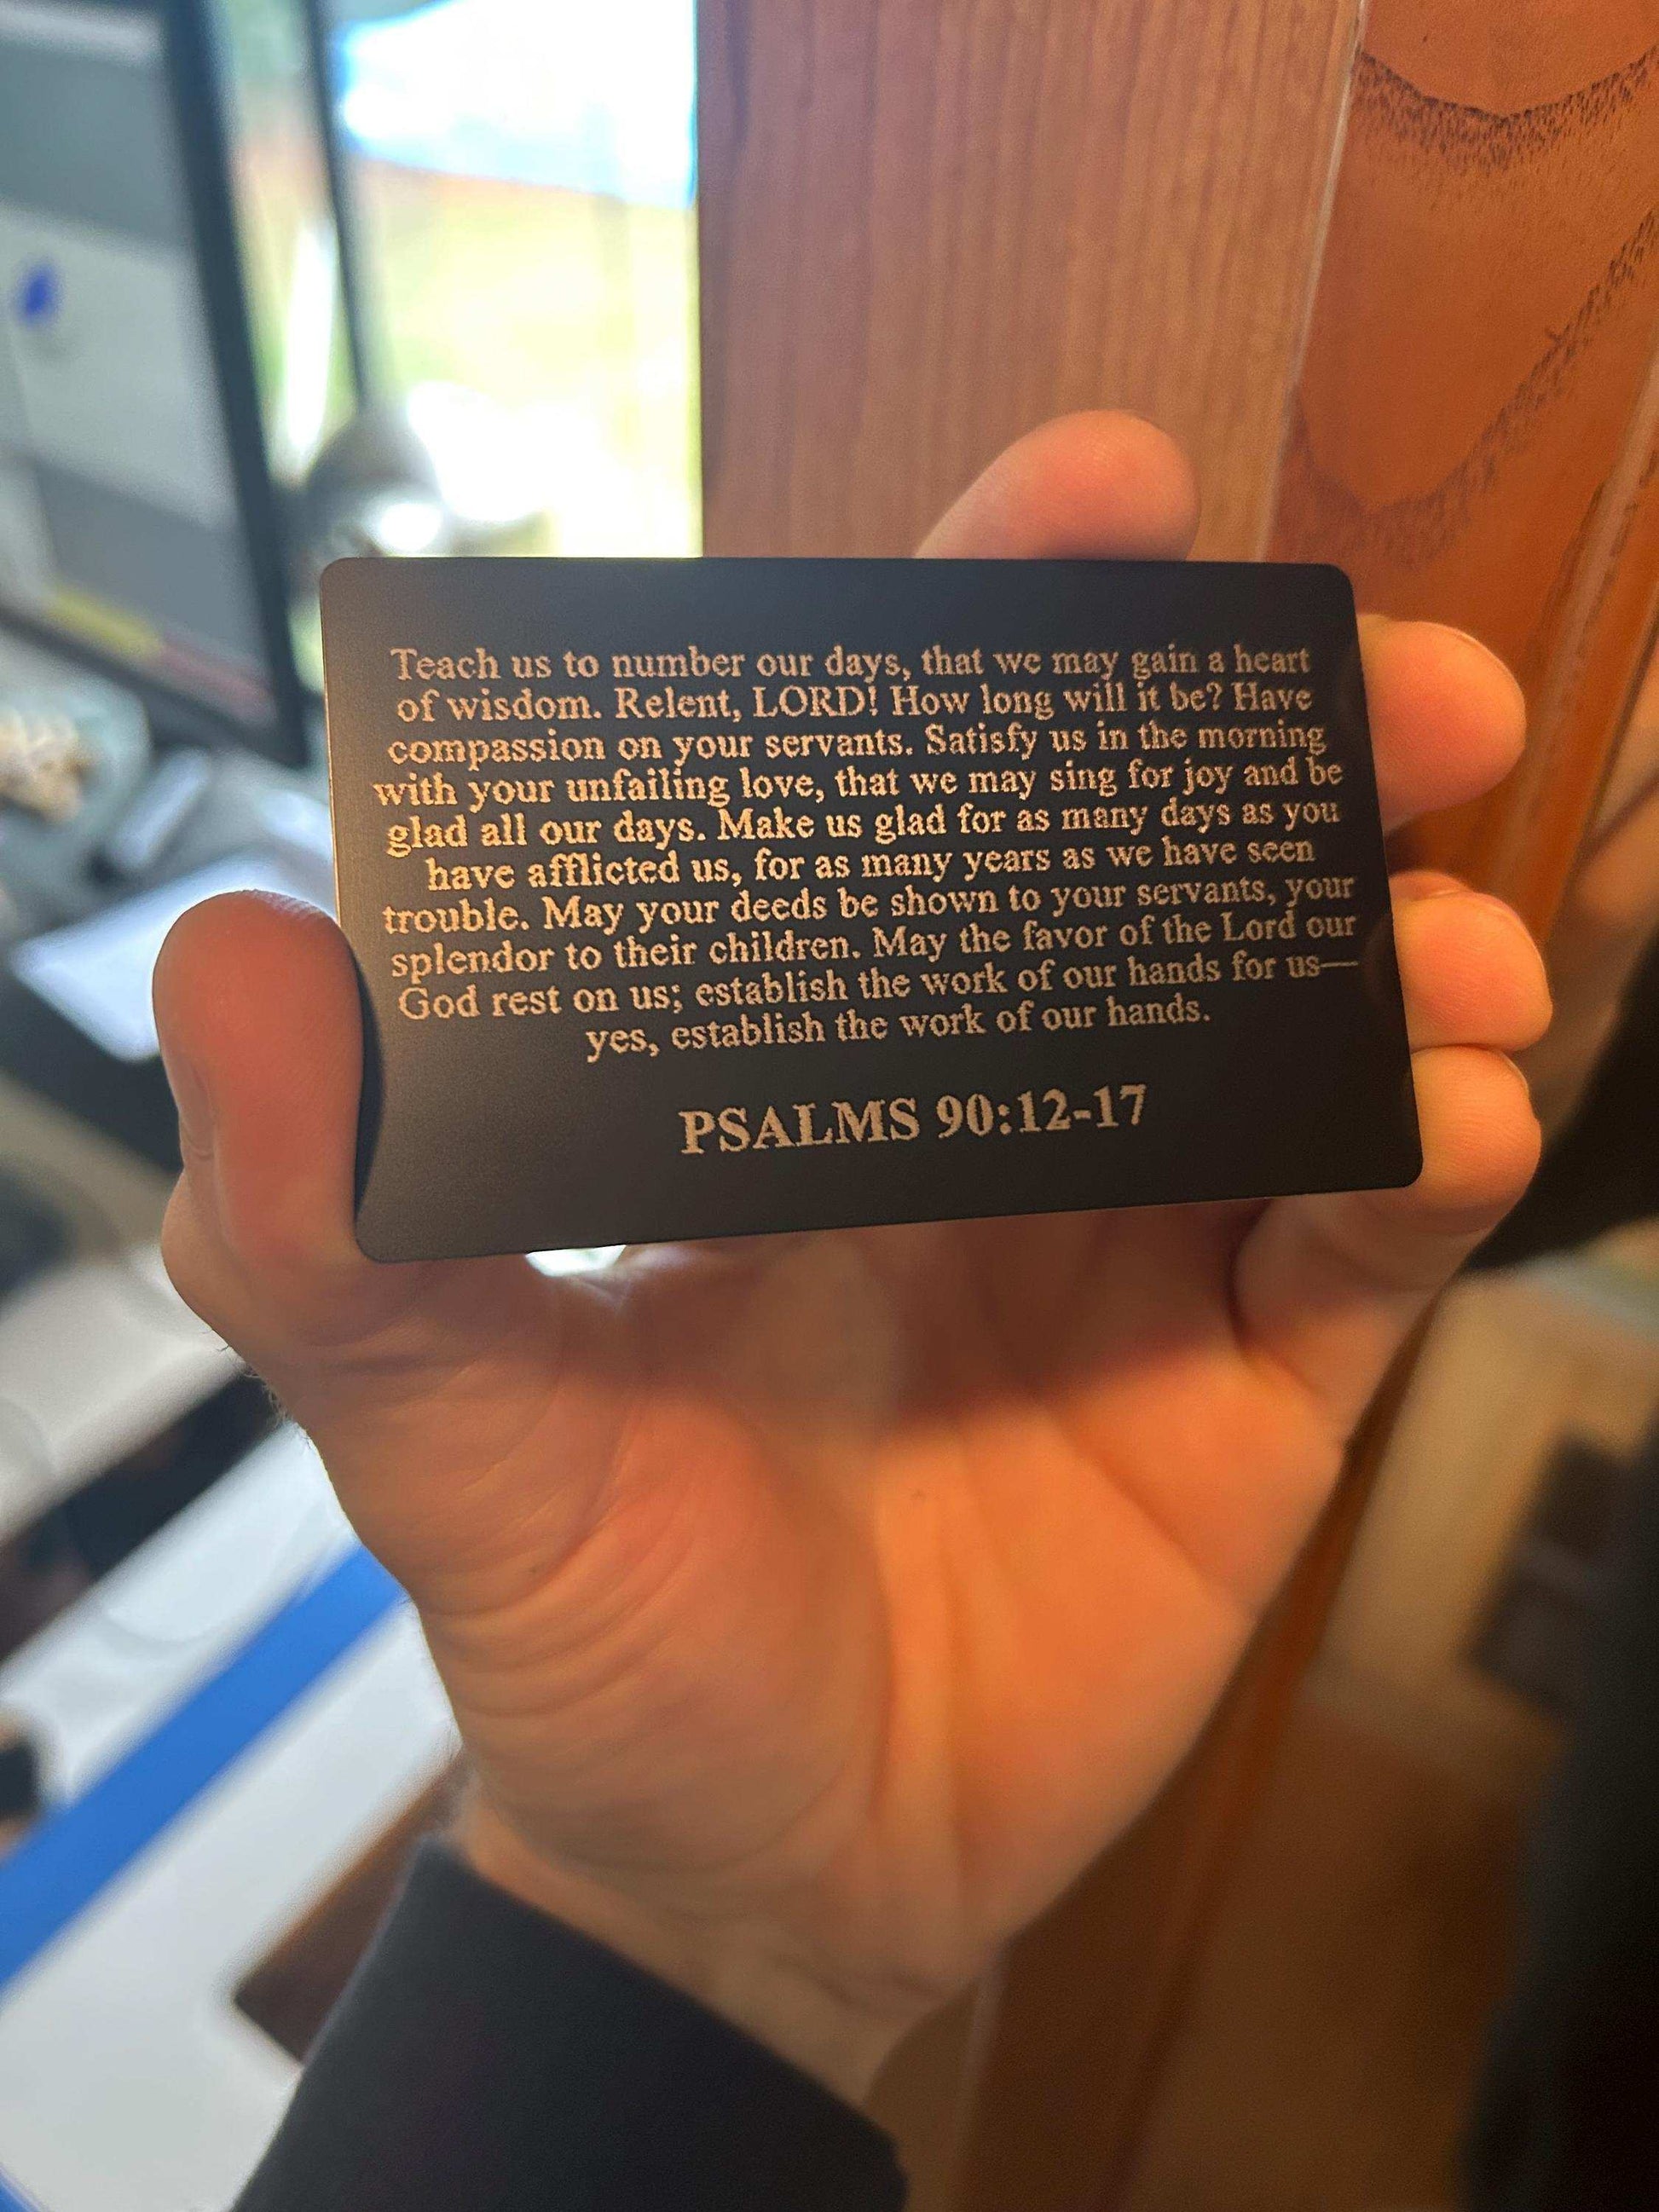 Teach us to number our days, that we may gain a heart
of wisdom. Relent, LORD! How long will it be? Have
compassion on your servants. Satisfy us in the morning
with your unfailing love, that we may sing for joy and be
glad all our days. Make us glad for as many days as you
have afflicted us, for as many years as we have seen
trouble. May your deeds be shown to your servants, your
splendor to their children. May the favor of the Lord our
God rest on us; establish the work of our hands for us—
yes, establish the work of our hands.
PSALMS 90:12-17